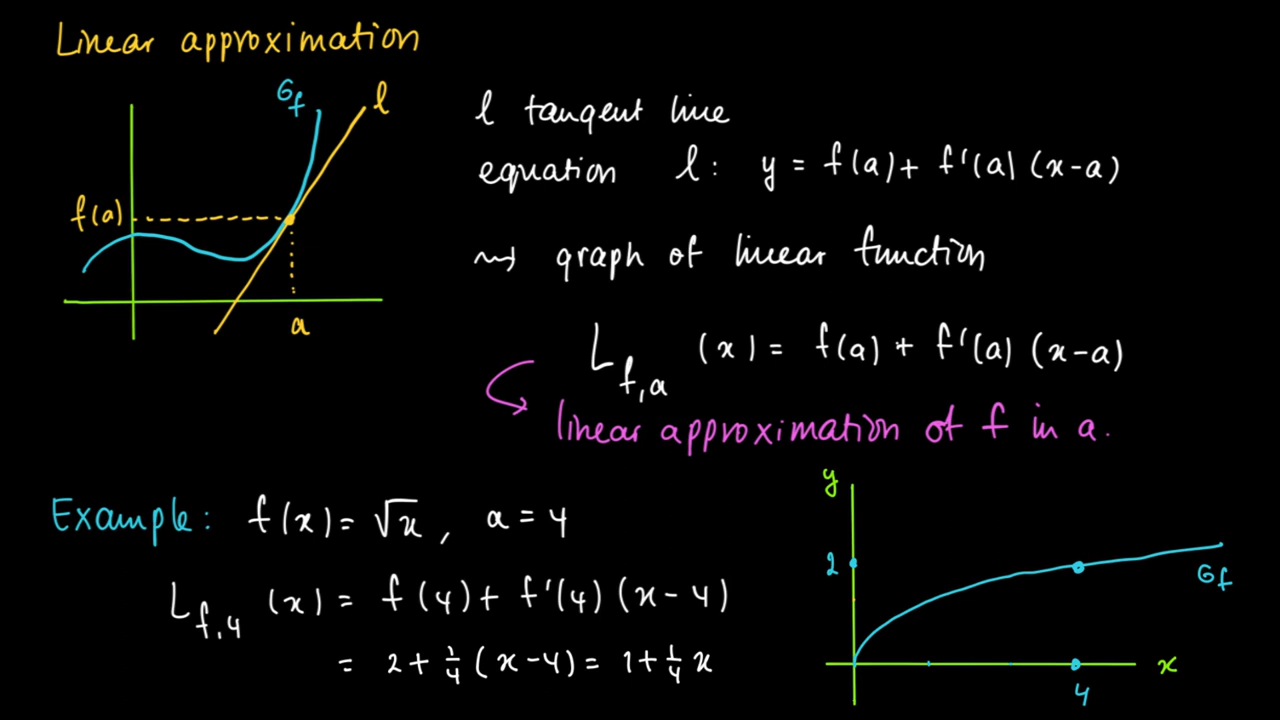 Linear approximation
G_f
l
f(a)
a
l tangent line
equation l: y = f(a) + f'(a) (x-a)
⇝ graph of linear function
L_{f,a} (x) = f(a) + f'(a) (x-a)
linear approximation of f in a.
Example: f(x) = √x, a = 4
L_{f,4} (x) = f(4) + f'(4) (x-4)
= 2 + 1/4 (x-4) = 1 + 1/4 x
y
2
G_f
x
4